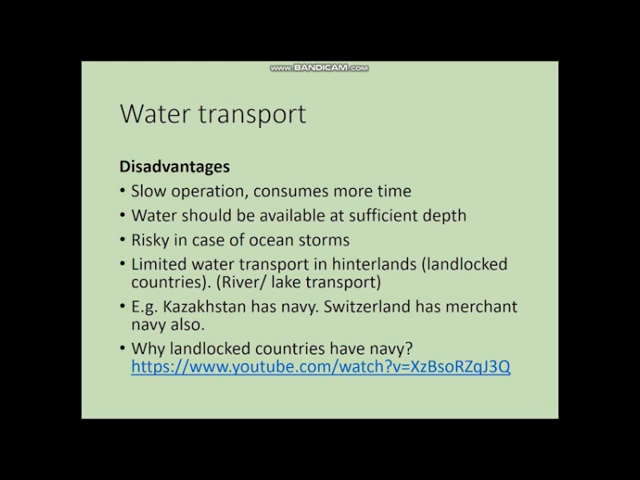 www.BANDICAM.com
Water transport
Disadvantages
• Slow operation, consumes more time
• Water should be available at sufficient depth
• Risky in case of ocean storms
• Limited water transport in hinterlands (landlocked
countries). (River/ lake transport)
• E.g. Kazakhstan has navy. Switzerland has merchant
navy also.
• Why landlocked countries have navy?
https://www.youtube.com/watch?v=XzBsoRZqJ3Q